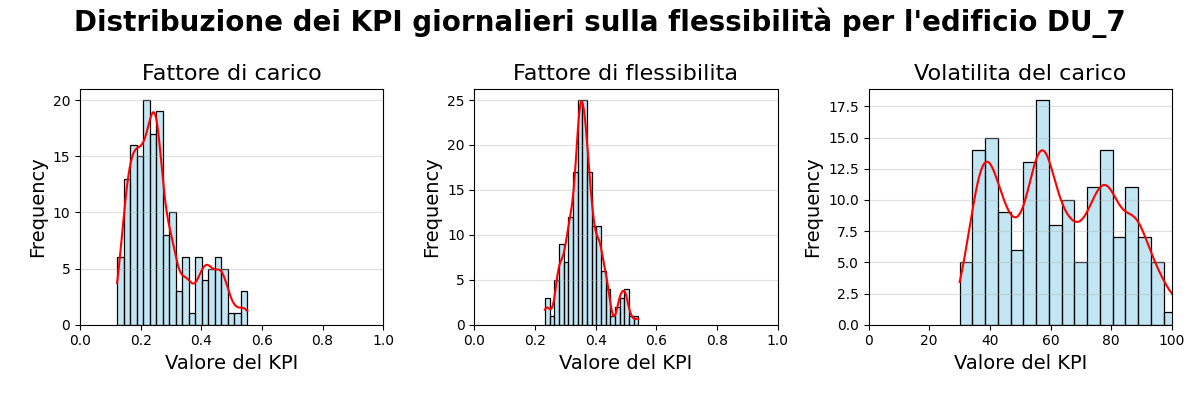 Distribuzione dei KPI giornalieri sulla flessibilità per l'edificio DU_7
Fattore di carico
Frequency
20
15
10
5
0
0.0 0.2 0.4 0.6 0.8 1.0
Valore del KPI
Fattore di flessibilita
Frequency
25
20
15
10
5
0
0.0 0.2 0.4 0.6 0.8 1.0
Valore del KPI
Volatilita del carico
Frequency
17.5
15.0
12.5
10.0
7.5
5.0
2.5
0.0
0 20 40 60 80 100
Valore del KPI